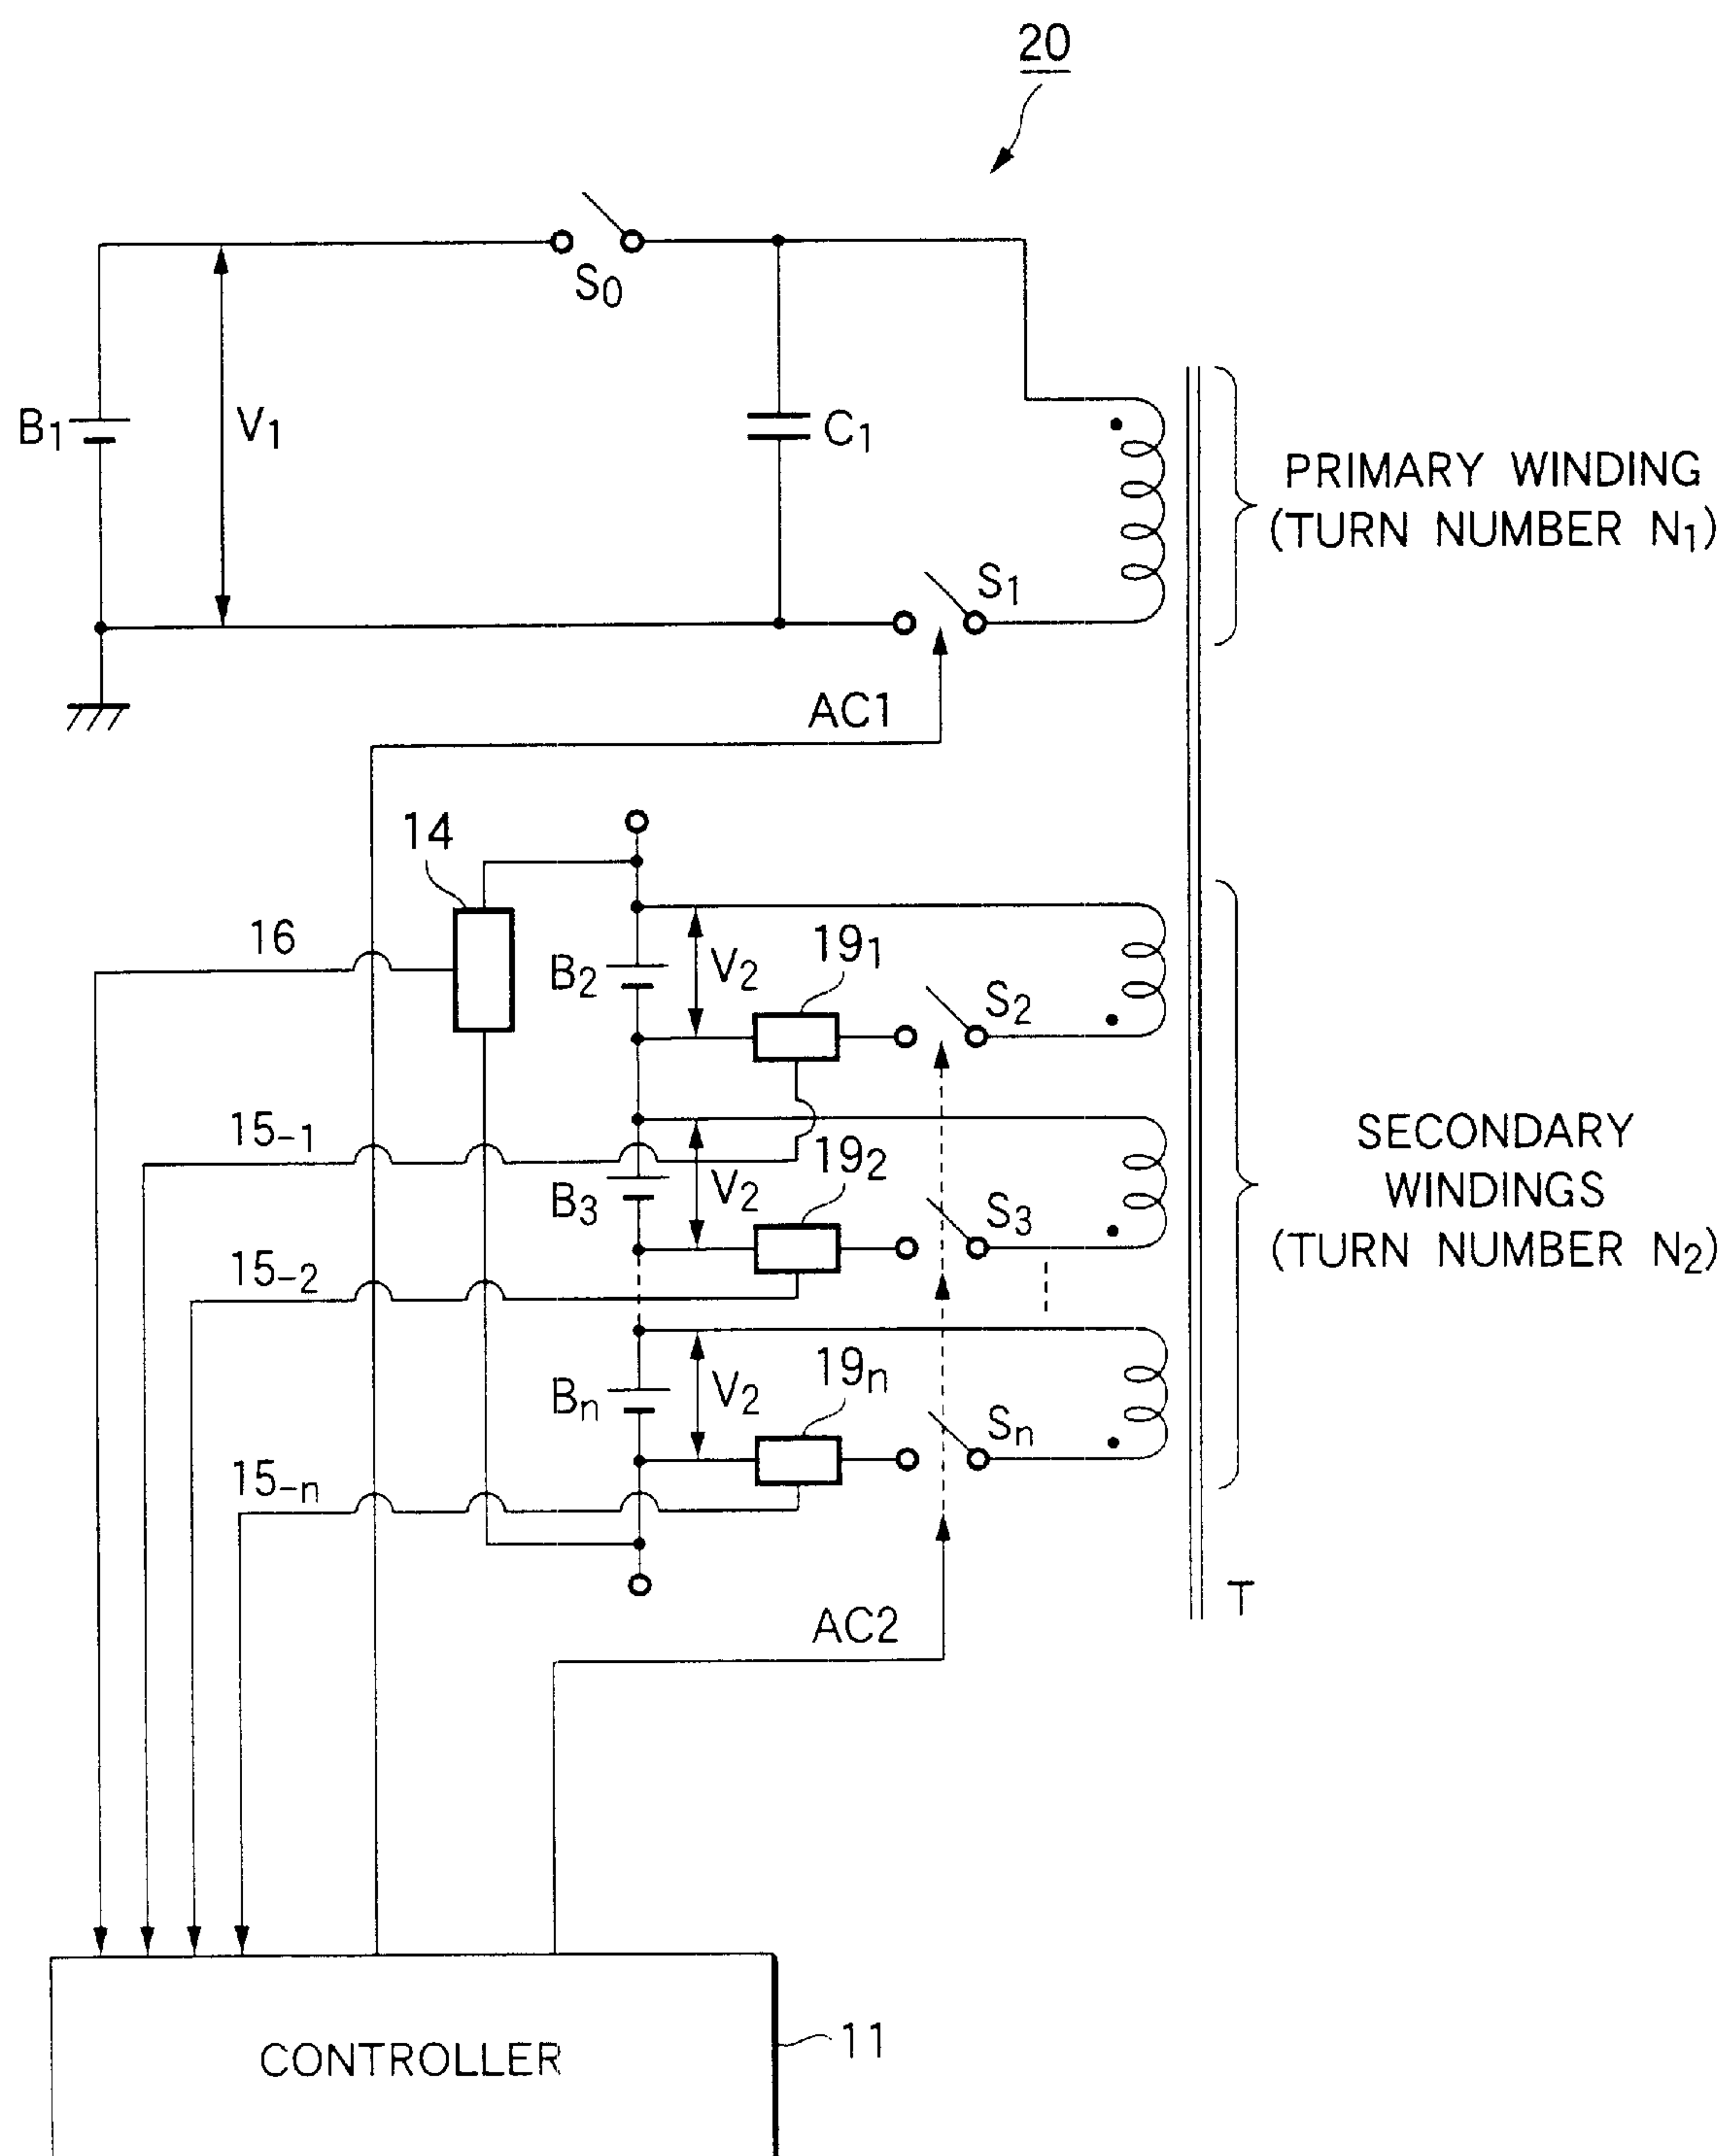 20
S0
B1
V1
C1
PRIMARY WINDING
(TURN NUMBER N1)
S1
AC1
14
16
B2
V2
191
S2
15-1
B3
V2
192
S3
SECONDARY
WINDINGS
(TURN NUMBER N2)
15-2
Bn
V2
19n
Sn
15-n
T
AC2
CONTROLLER
11